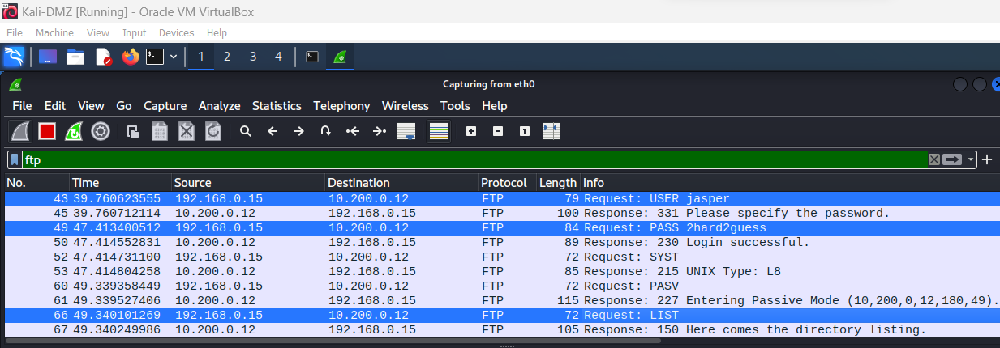 Kali-DMZ [Running] - Oracle VM VirtualBox
File Machine View Input Devices Help
1 2 3 4
Capturing from eth0
File Edit View Go Capture Analyze Statistics Telephony Wireless Tools Help
ftp
No. Time Source Destination Protocol Length Info
43 39.760623555 192.168.0.15 10.200.0.12 FTP 79 Request: USER jasper
45 39.760712114 10.200.0.12 192.168.0.15 FTP 100 Response: 331 Please specify the password.
49 47.413400512 192.168.0.15 10.200.0.12 FTP 84 Request: PASS 2hard2guess
50 47.414552831 10.200.0.12 192.168.0.15 FTP 89 Response: 230 Login successful.
52 47.414731100 192.168.0.15 10.200.0.12 FTP 72 Request: SYST
53 47.414804258 10.200.0.12 192.168.0.15 FTP 85 Response: 215 UNIX Type: L8
60 49.339358449 192.168.0.15 10.200.0.12 FTP 72 Request: PASV
61 49.339527406 10.200.0.12 192.168.0.15 FTP 115 Response: 227 Entering Passive Mode (10,200,0,12,180,49).
66 49.340101269 192.168.0.15 10.200.0.12 FTP 72 Request: LIST
67 49.340249986 10.200.0.12 192.168.0.15 FTP 105 Response: 150 Here comes the directory listing.